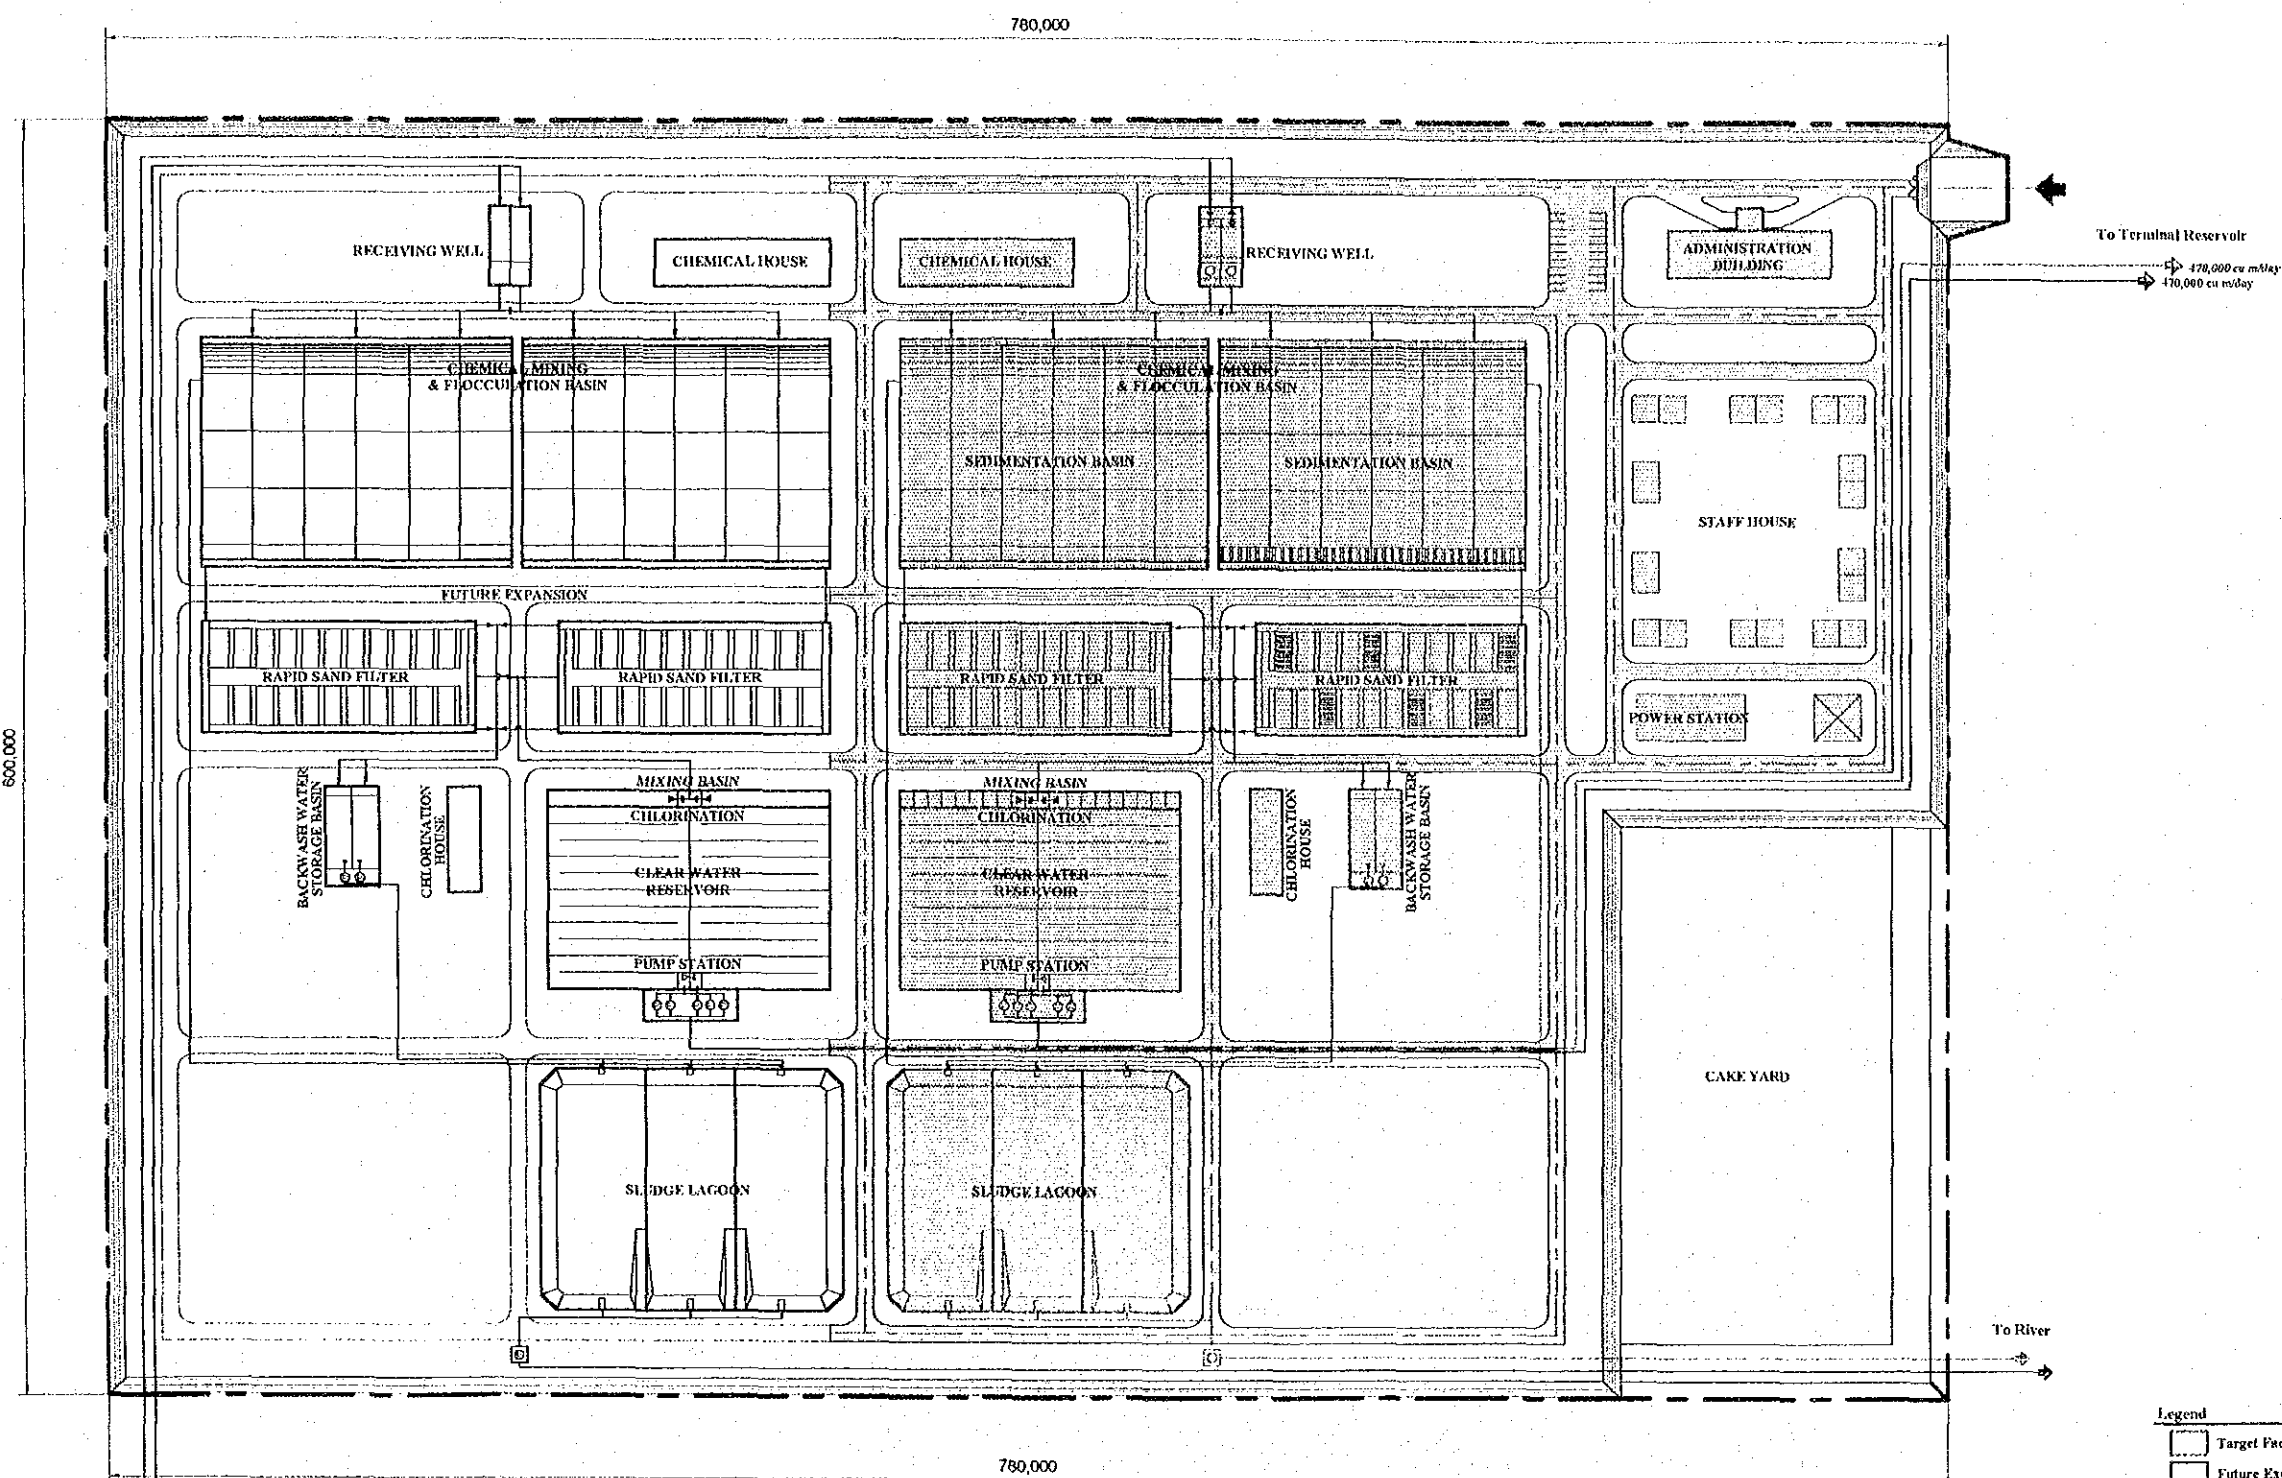 780,000
To Terminal Reservoir
470,000 cu m/day
470,000 cu m/day
RECEIVING WELL
CHEMICAL HOUSE
CHEMICAL HOUSE
RECEIVING WELL
ADMINISTRATION
BUILDING
CHEMICAL MIXING
& FLOCCULATION BASIN
CHEMICAL MIXING
& FLOCCULATION BASIN
SEDIMENTATION BASIN
SEDIMENTATION BASIN
STAFF HOUSE
FUTURE EXPANSION
RAPID SAND FILTER
RAPID SAND FILTER
RAPID SAND FILTER
RAPID SAND FILTER
POWER STATION
600,000
BACKWASH WATER
STORAGE BASIN
CHLORINATION
HOUSE
MIXING BASIN
CHLORINATION
CLEAR WATER
RESERVOIR
PUMP STATION
MIXING BASIN
CHLORINATION
CLEAR WATER
RESERVOIR
PUMP STATION
CHLORINATION
HOUSE
BACKWASH WATER
STORAGE BASIN
CAKE YARD
SLUDGE LAGOON
SLUDGE LAGOON
To River
Legend
Target
Future
780,000